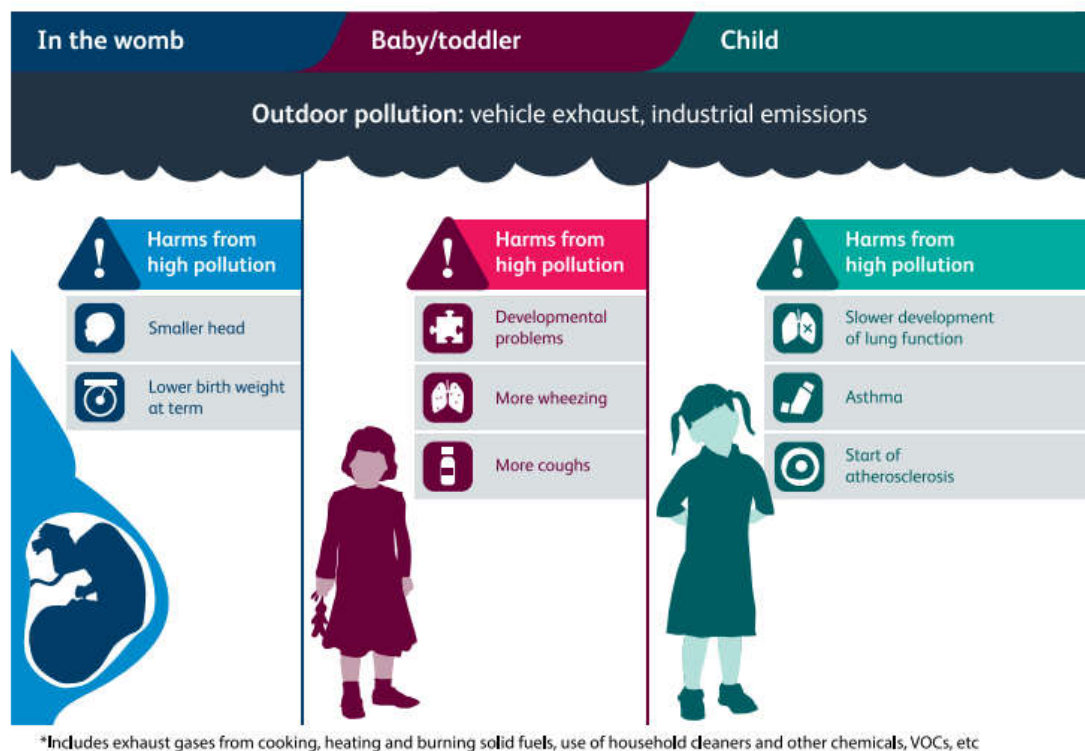 In the womb
Baby/toddler
Child
Outdoor pollution: vehicle exhaust, industrial emissions
Harms from
high pollution
Smaller head
Lower birth weight
at term
Harms from
high pollution
Developmental
problems
More wheezing
More coughs
Harms from
high pollution
Slower development
of lung function
Asthma
Start of
atherosclerosis
*Includes exhaust gases from cooking, heating and burning solid fuels, use of household cleaners and other chemicals, VOCs, etc